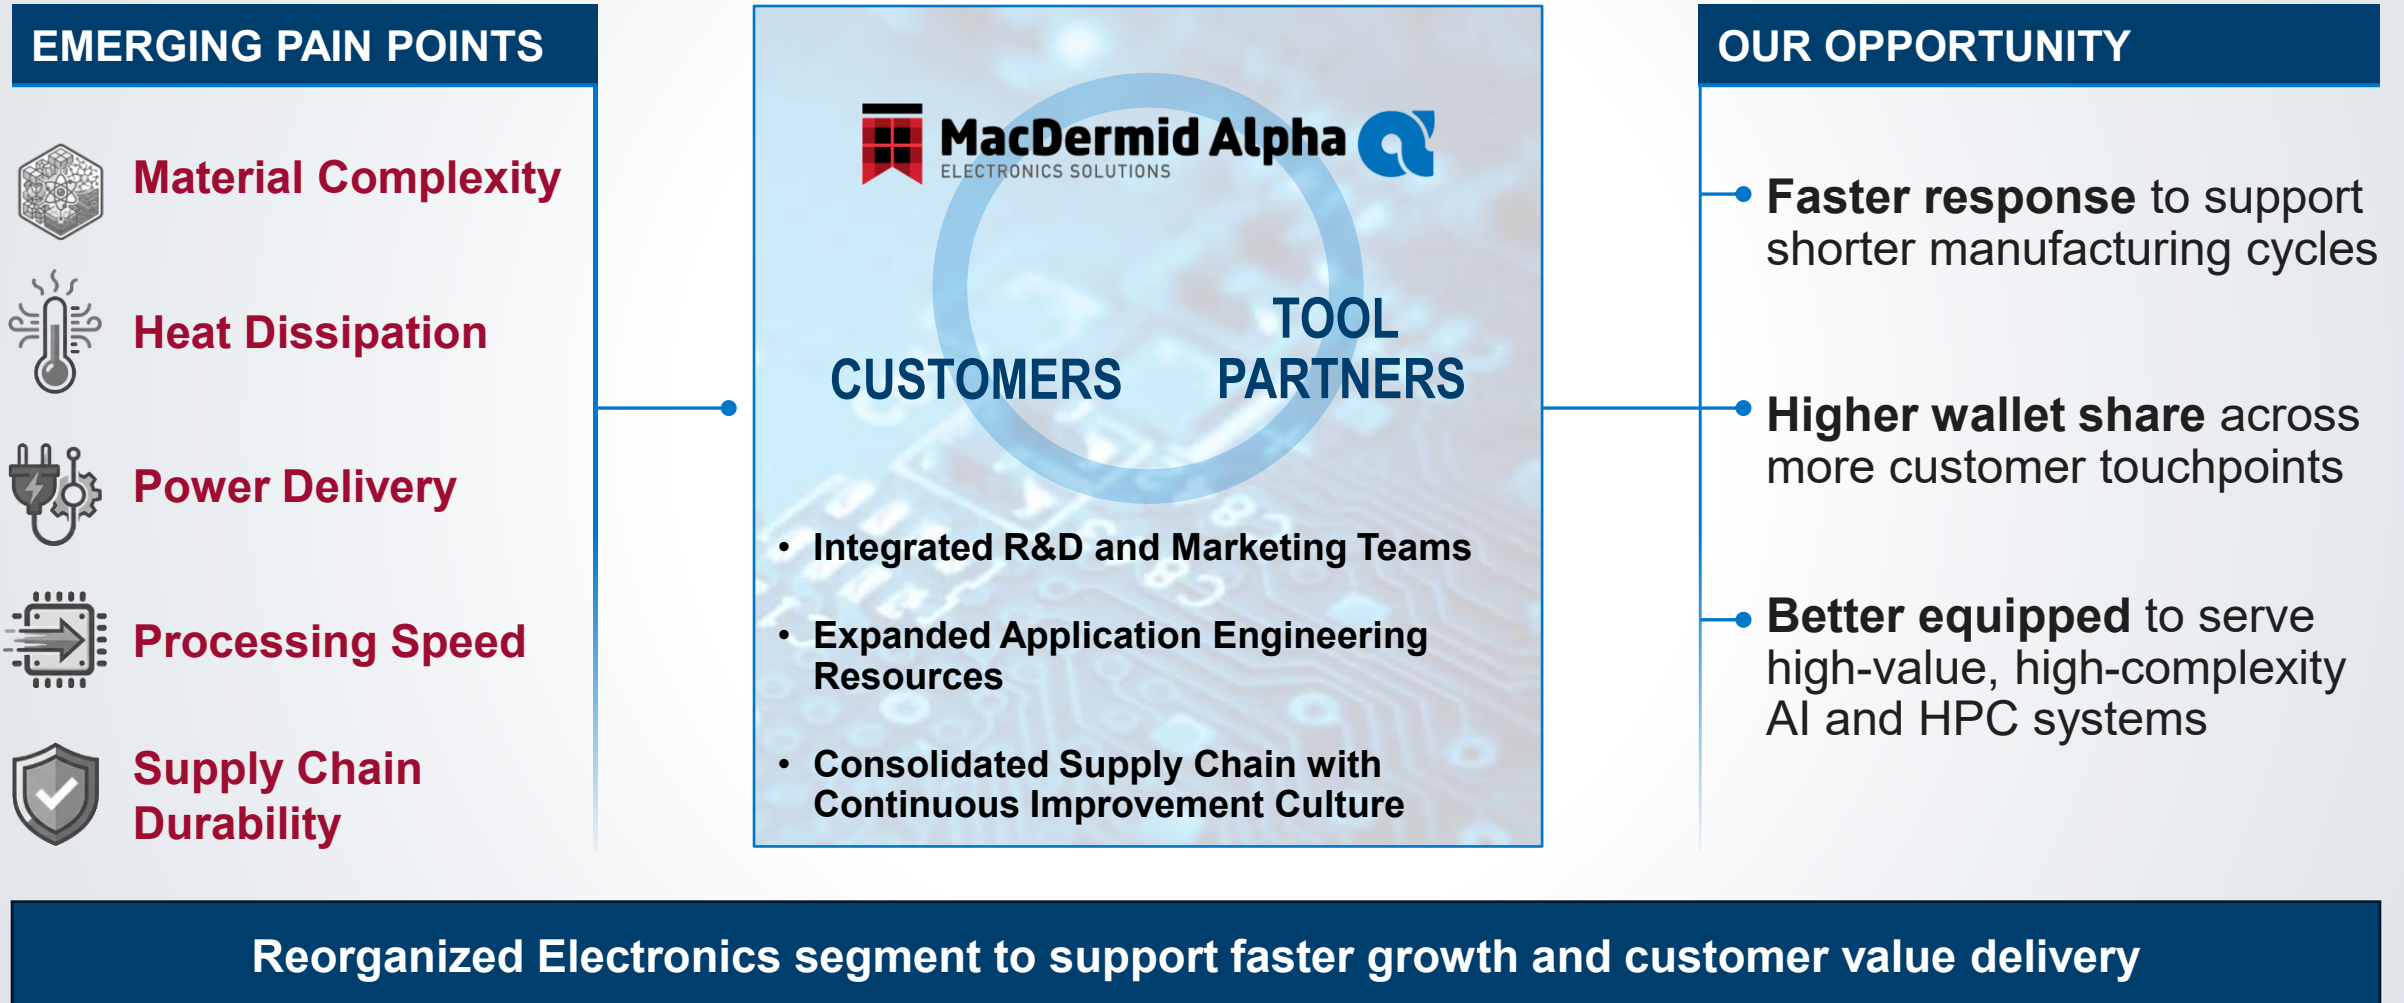 EMERGING PAIN POINTS
Material Complexity
Heat Dissipation
Power Delivery
Processing Speed
Supply Chain
Durability
MacDermid Alpha
ELECTRONICS SOLUTIONS
CUSTOMERS
TOOL
PARTNERS
• Integrated R&D and Marketing Teams
• Expanded Application Engineering
Resources
• Consolidated Supply Chain with
Continuous Improvement Culture
OUR OPPORTUNITY
Faster response to support
shorter manufacturing cycles
Higher wallet share across
more customer touchpoints
Better equipped to serve
high-value, high-complexity
AI and HPC systems
Reorganized Electronics segment to support faster growth and customer value delivery